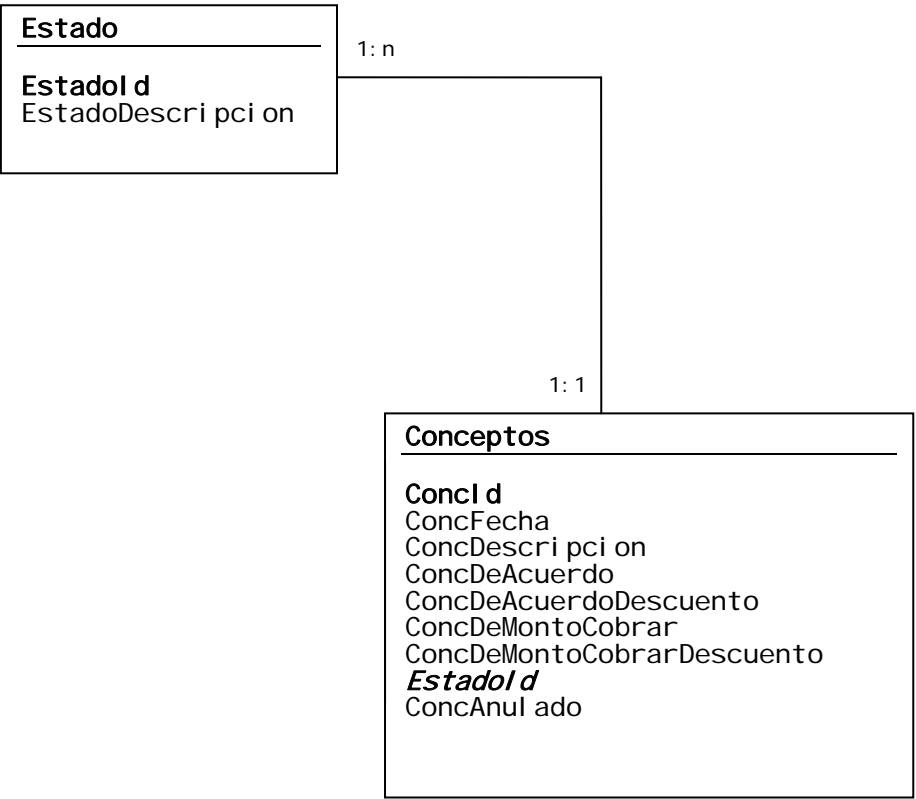 Estado
1:n
EstadoId
EstadoDescripcion
1:1
Conceptos
ConcId
ConcFecha
ConcDescripcion
ConcDeAcuerdo
ConcDeAcuerdoDescuento
ConcDeMontoCobrar
ConcDeMontoCobrarDescuento
EstadoId
ConcAnulado